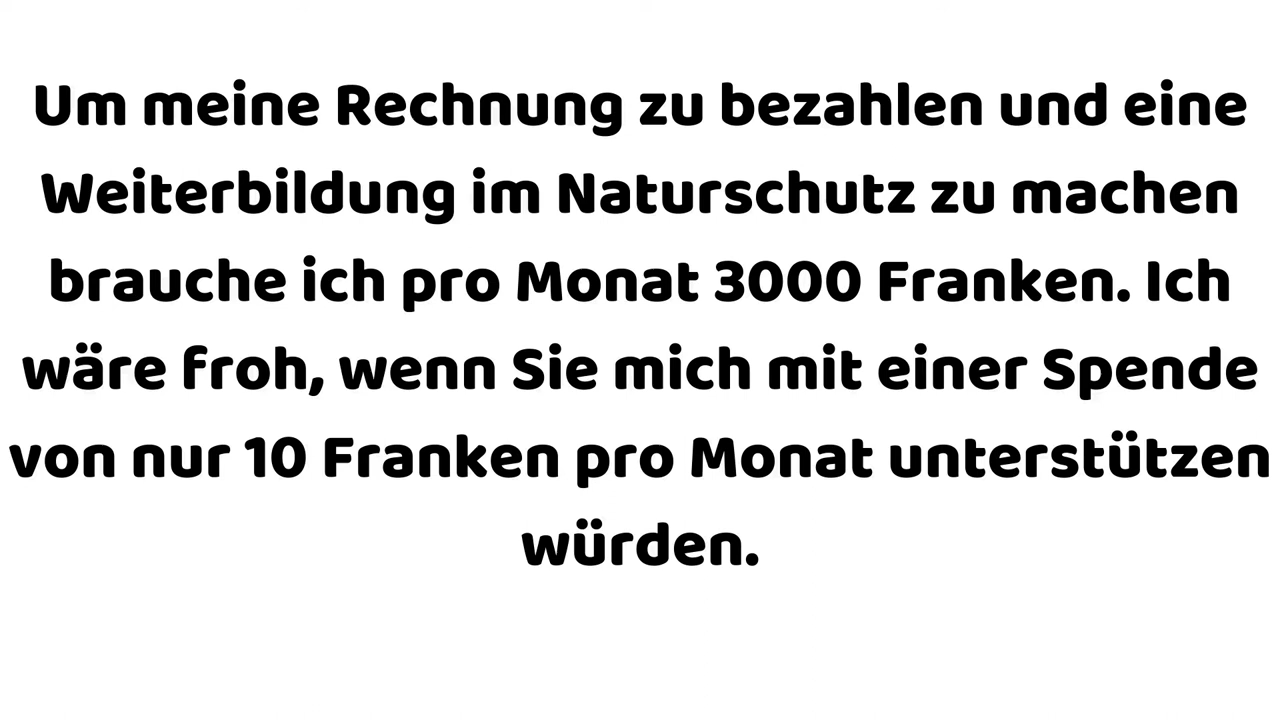 Um meine Rechnung zu bezahlen und eine
Weiterbildung im Naturschutz zu machen
brauche ich pro Monat 3000 Franken. Ich
wäre froh, wenn Sie mich mit einer Spende
von nur 10 Franken pro Monat unterstützen
würden.